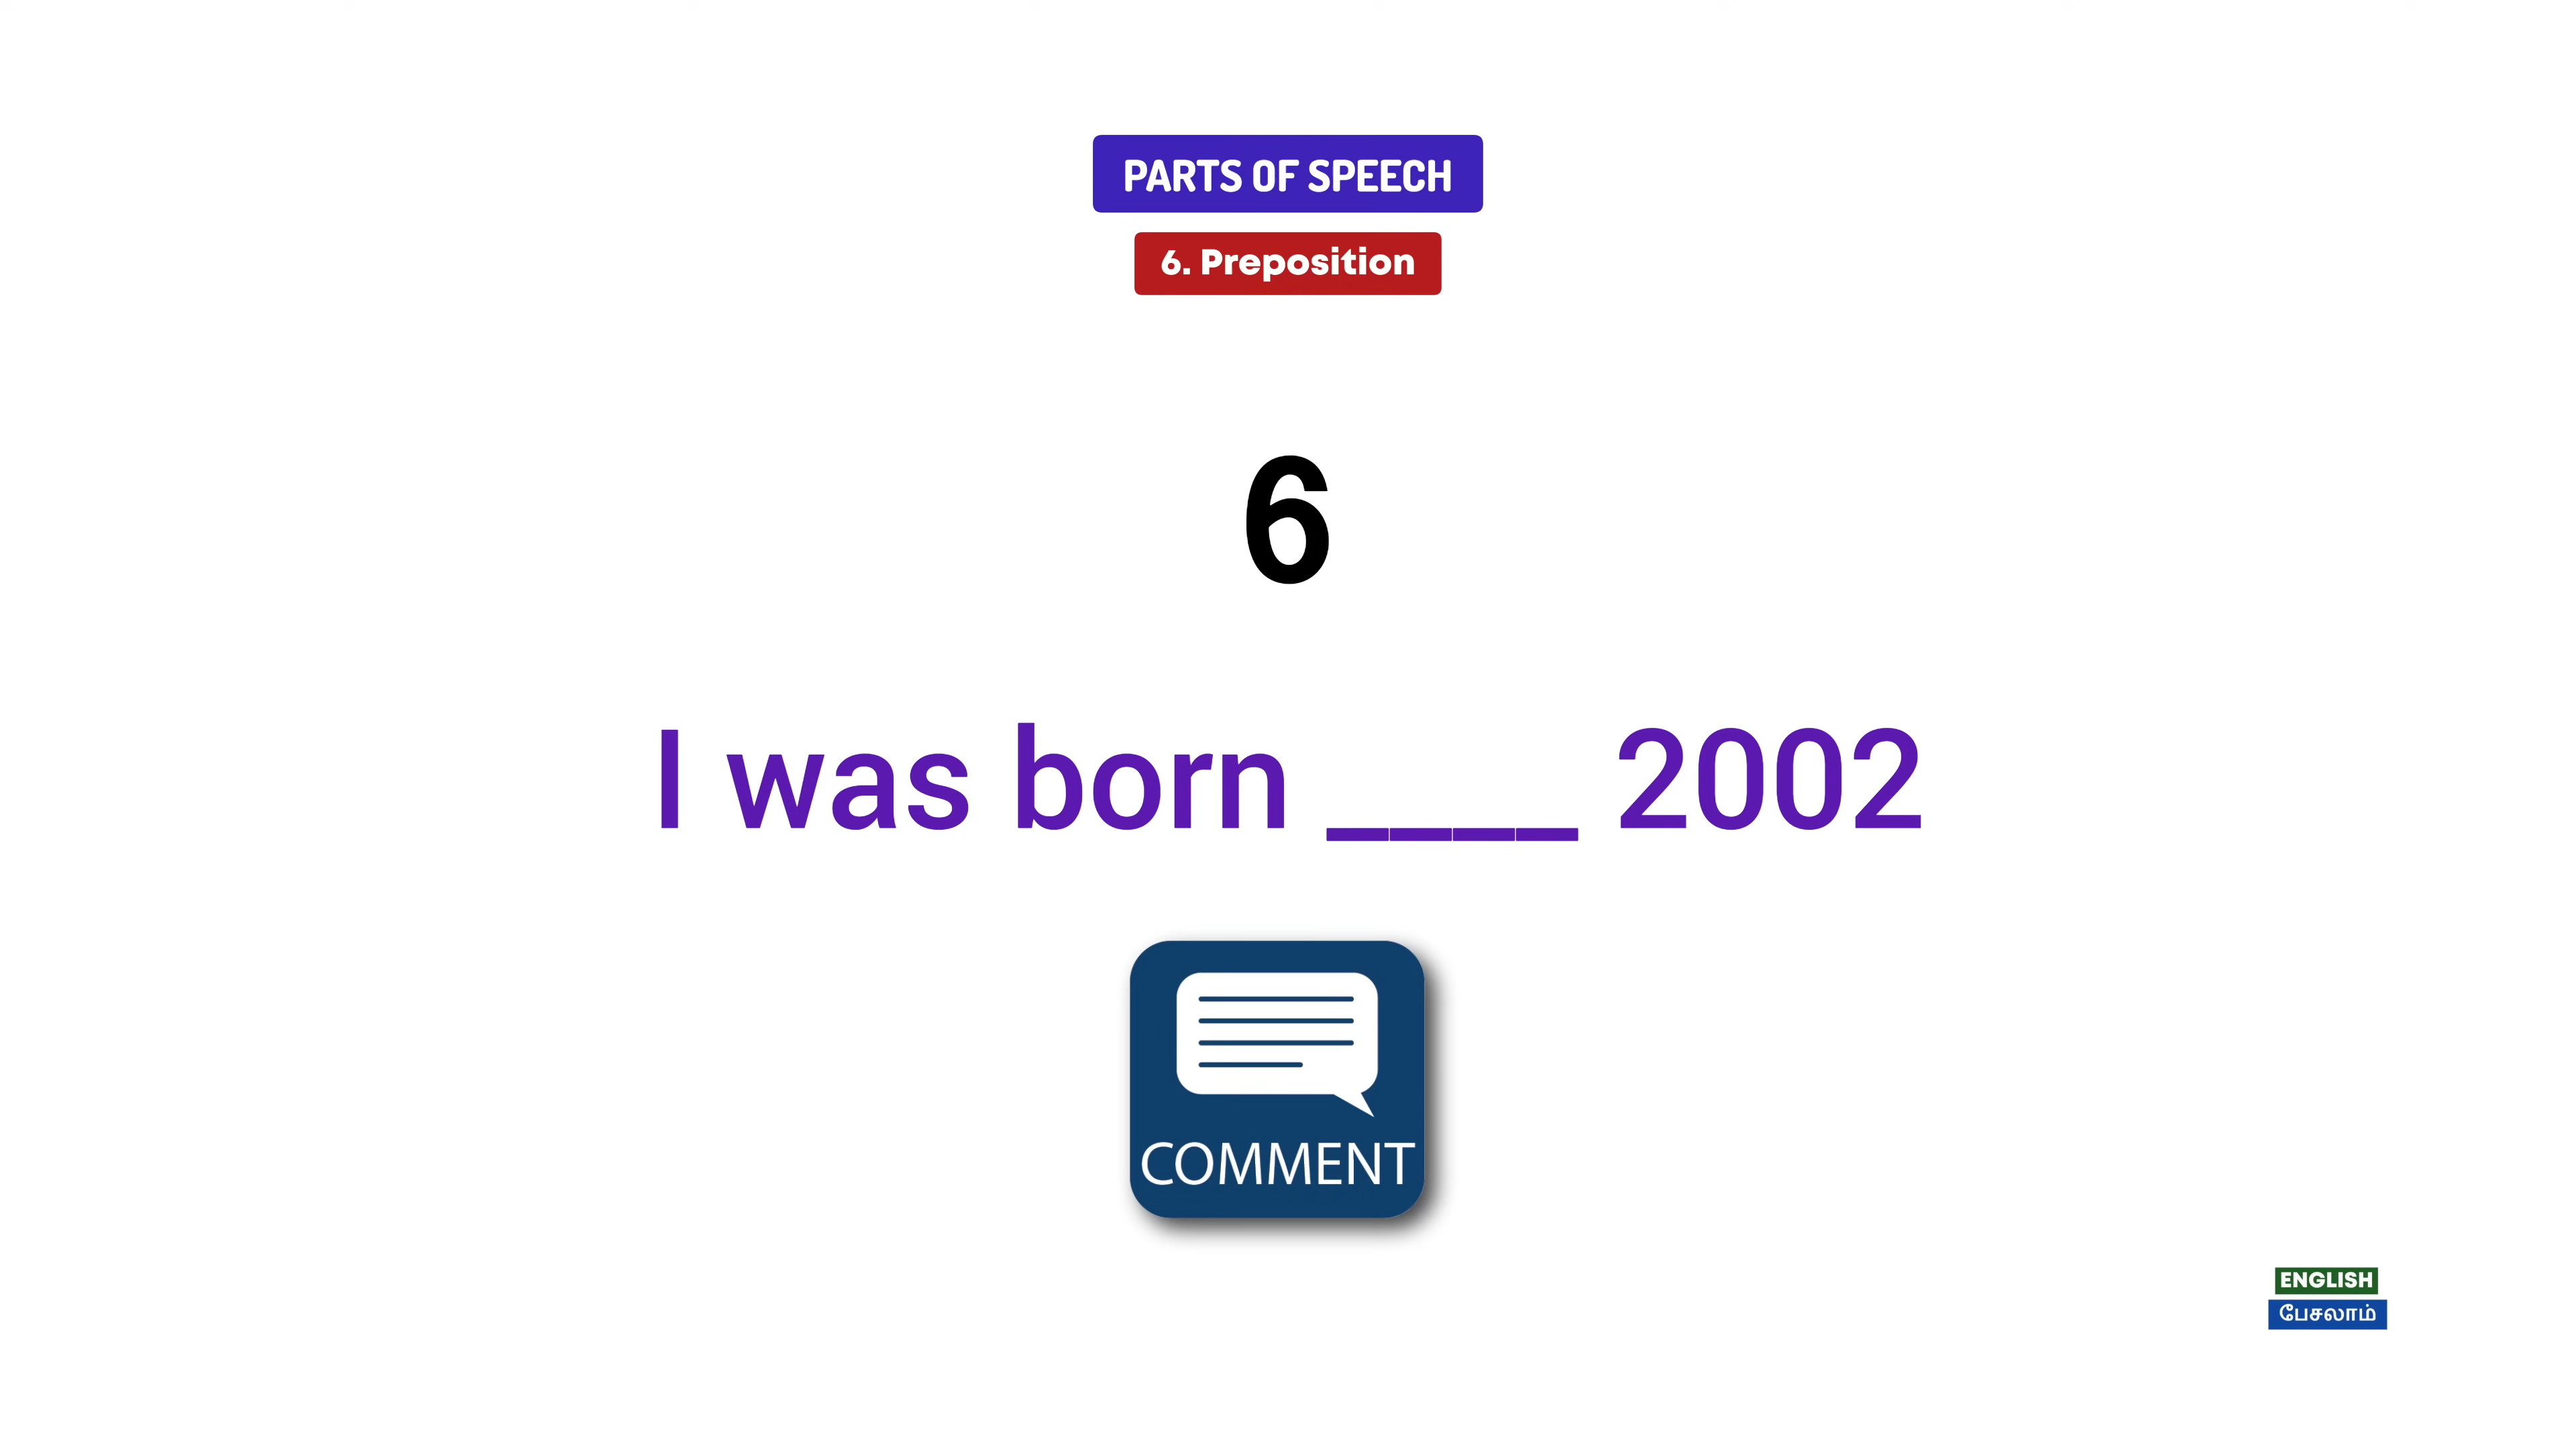 PARTS OF SPEECH
6. Preposition
6
I was born ____ 2002
COMMENT
ENGLISH
பேசலாம்